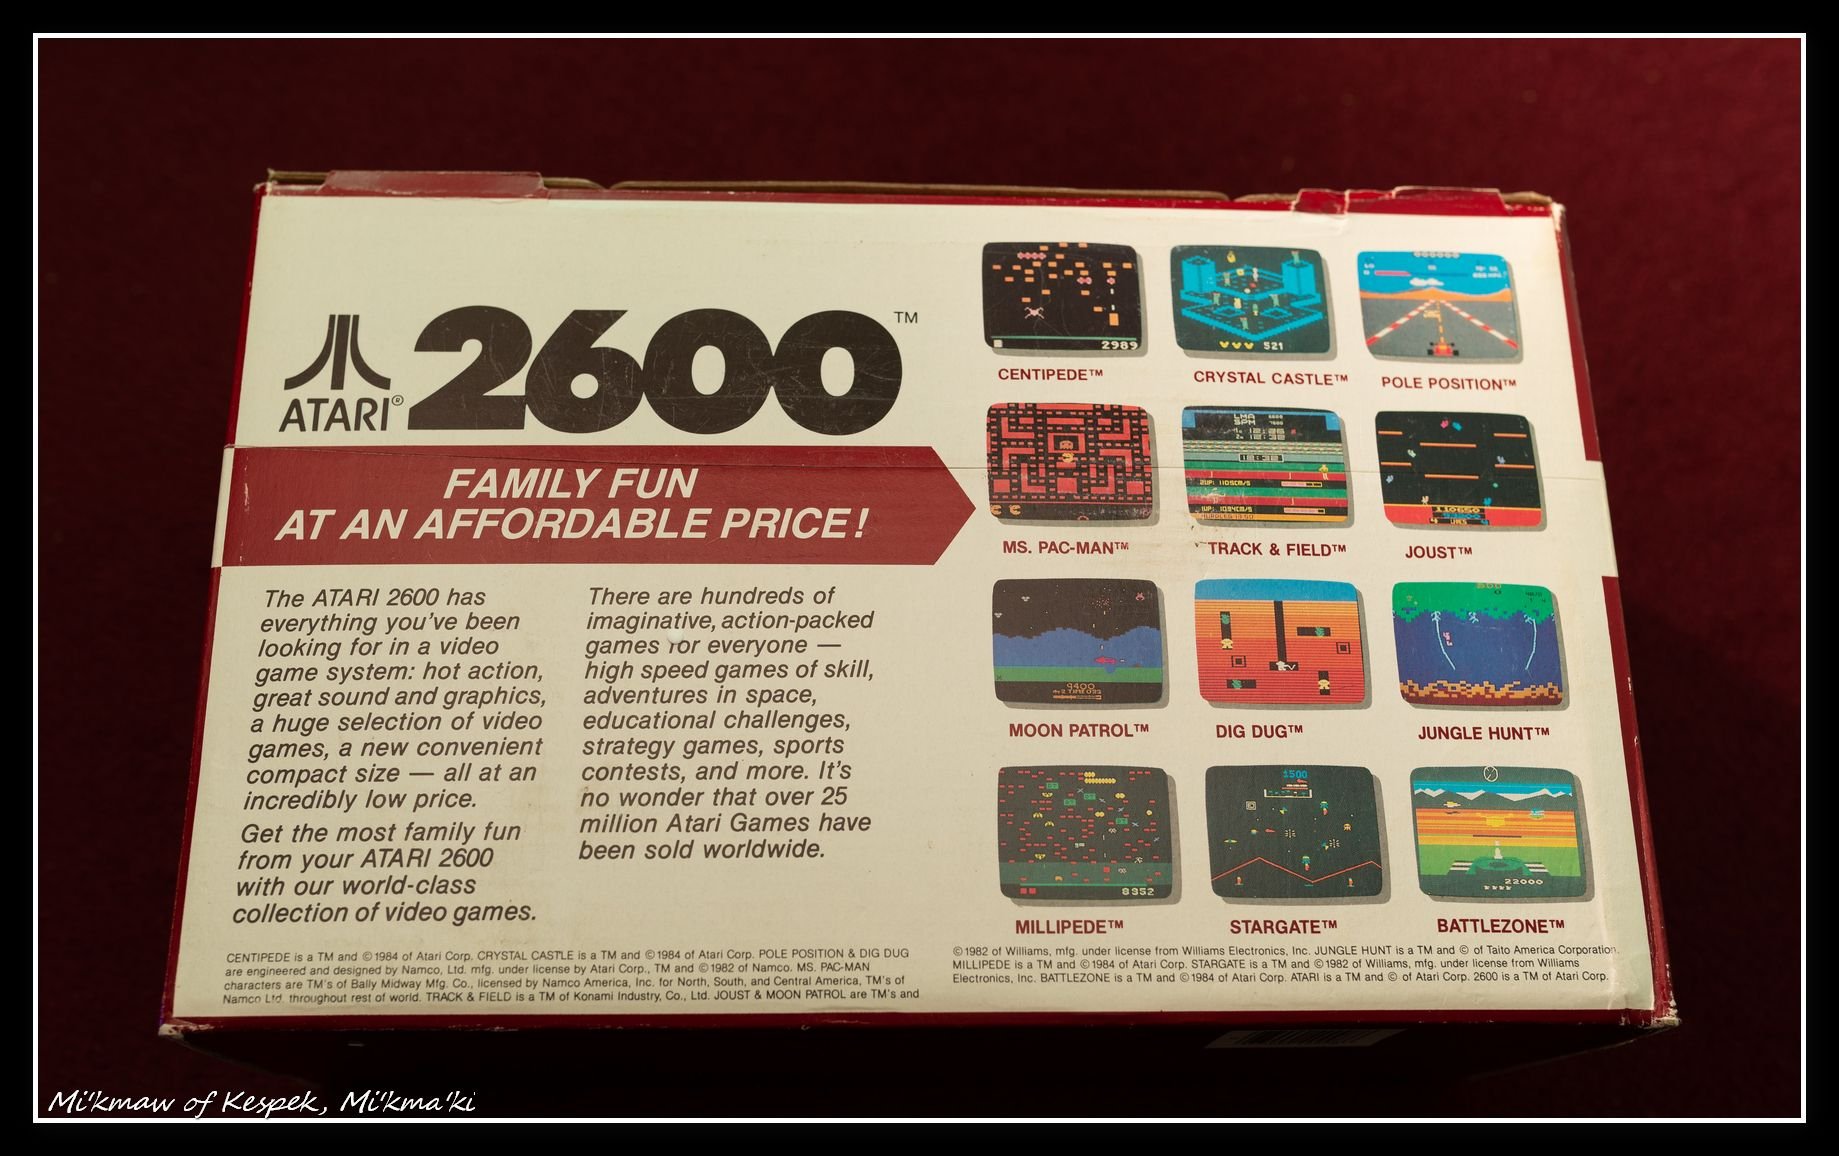 ATARI® 2600™
FAMILY FUN
AT AN AFFORDABLE PRICE!
The ATARI 2600 has
everything you've been
looking for in a video
game system: hot action,
great sound and graphics,
a huge selection of video
games, a new convenient
compact size — all at an
incredibly low price.
Get the most family fun
from your ATARI 2600
with our world-class
collection of video games.
There are hundreds of
imaginative, action-packed
games for everyone —
high speed games of skill,
adventures in space,
educational challenges,
strategy games, sports
contests, and more. It's
no wonder that over 25
million Atari Games have
been sold worldwide.
2989
521
CENTIPEDE™
CRYSTAL CASTLE™
POLE POSITION™
MS. PAC-MAN™
TRACK & FIELD™
JOUST™
9400
MOON PATROL™
DIG DUG™
JUNGLE HUNT™
8352
1500
22000
MILLIPEDE™
STARGATE™
BATTLEZONE™
CENTIPEDE is a TM and ©1984 of Atari Corp. CRYSTAL CASTLE is a TM and ©1984 of Atari Corp. POLE POSITION & DIG DUG
are engineered and designed by Namco, Ltd. mfg. under license by Atari Corp., TM and ©1982 of Namco. MS. PAC-MAN
characters are TM's of Bally Midway Mfg. Co., licensed by Namco America, Inc. for North, South, and Central America, TM's of
Namco Ltd. throughout rest of world. TRACK & FIELD is a TM of Konami Industry, Co., Ltd. JOUST & MOON PATROL are TM's and
©1982 of Williams, mfg. under license from Williams Electronics, Inc. JUNGLE HUNT is a TM and © of Taito America Corporation.
MILLIPEDE is a TM and ©1984 of Atari Corp. STARGATE is a TM and ©1982 of Williams, mfg. under license from Williams
Electronics, Inc. BATTLEZONE is a TM and ©1984 of Atari Corp. ATARI is a TM and © of Atari Corp. 2600 is a TM of Atari Corp.
Mi'kmaw of Kespek, Mi'kma'ki